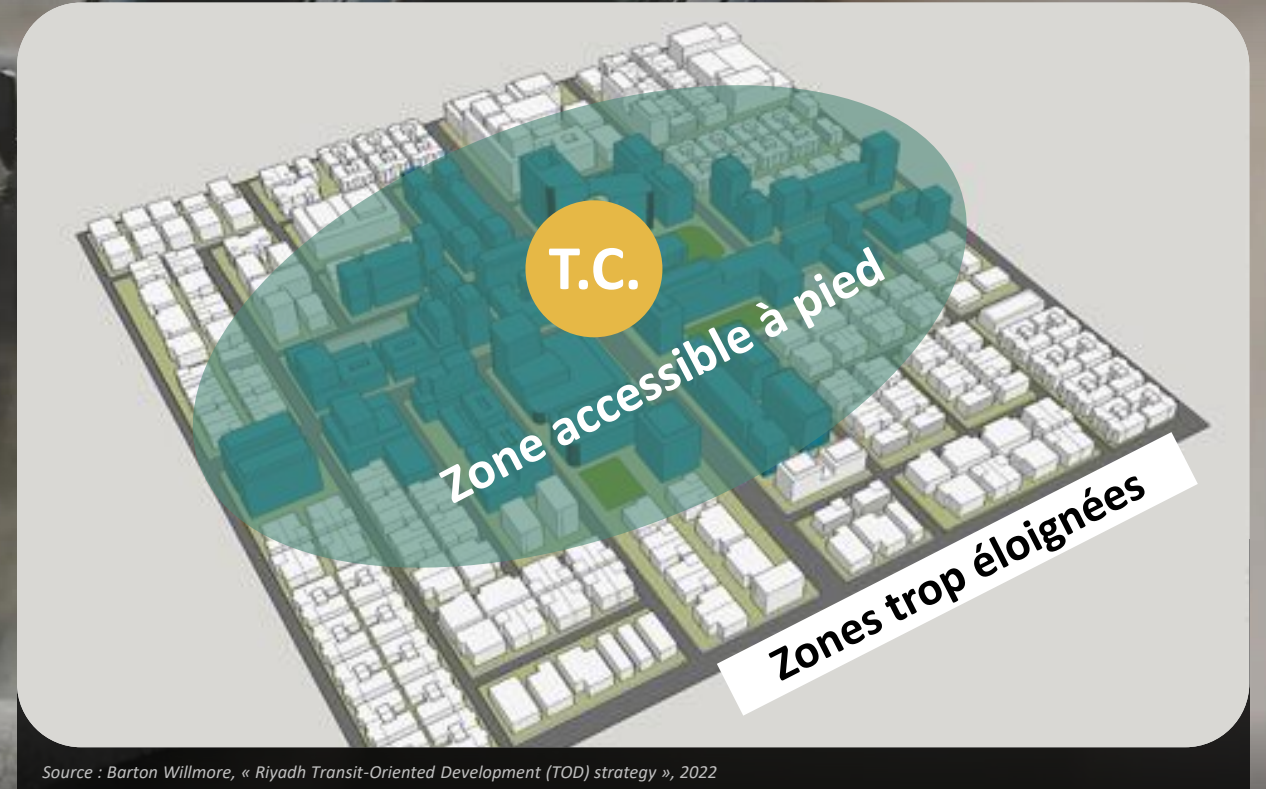 T.C.
Zone accessible à pied
Zones trop éloignées
Source : Barton Willmore, « Riyadh Transit-Oriented Development (TOD) strategy », 2022